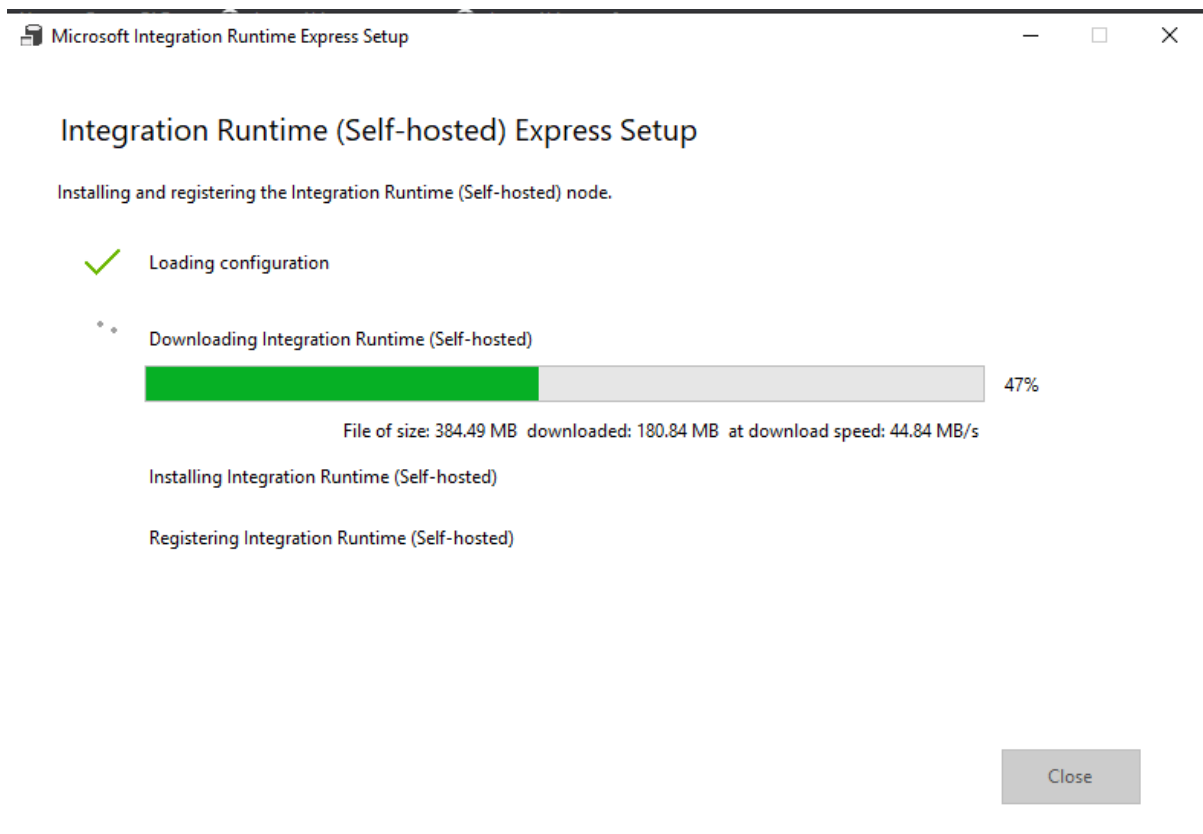 Microsoft Integration Runtime Express Setup
Integration Runtime (Self-hosted) Express Setup
Installing and registering the Integration Runtime (Self-hosted) node.
Loading configuration
Downloading Integration Runtime (Self-hosted)
47%
File of size: 384.49 MB downloaded: 180.84 MB at download speed: 44.84 MB/s
Installing Integration Runtime (Self-hosted)
Registering Integration Runtime (Self-hosted)
Close